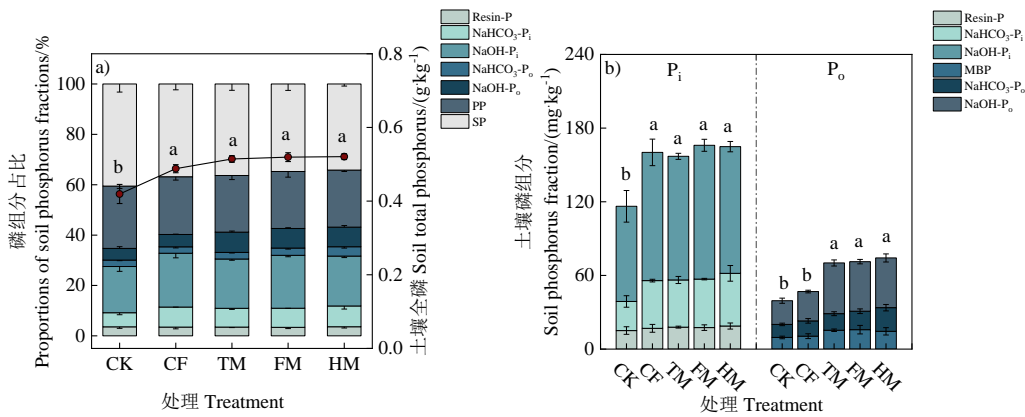 a)
磷组分占比
Proportions of soil phosphorus fractions/%
100
80
60
40
20
0
b
a
a
a
a
CK
CF
TM
FM
HM
处理 Treatment
0.8
0.6
0.4
0.2
0.0
土壤全磷 Soil total phosphorus/(g·kg⁻¹)
Resin-P
NaHCO₃-Pᵢ
NaOH-Pᵢ
NaHCO₃-Pₒ
NaOH-Pₒ
PP
SP
b)
土壤磷组分
Soil phosphorus fraction/(mg·kg⁻¹)
240
180
120
60
0
Pᵢ
Pₒ
b
a
a
a
a
b
b
a
a
a
CK
CF
TM
FM
HM
CK
CF
TM
FM
HM
处理 Treatment
Resin-P
NaHCO₃-Pᵢ
NaOH-Pᵢ
MBP
NaHCO₃-Pₒ
NaOH-Pₒ